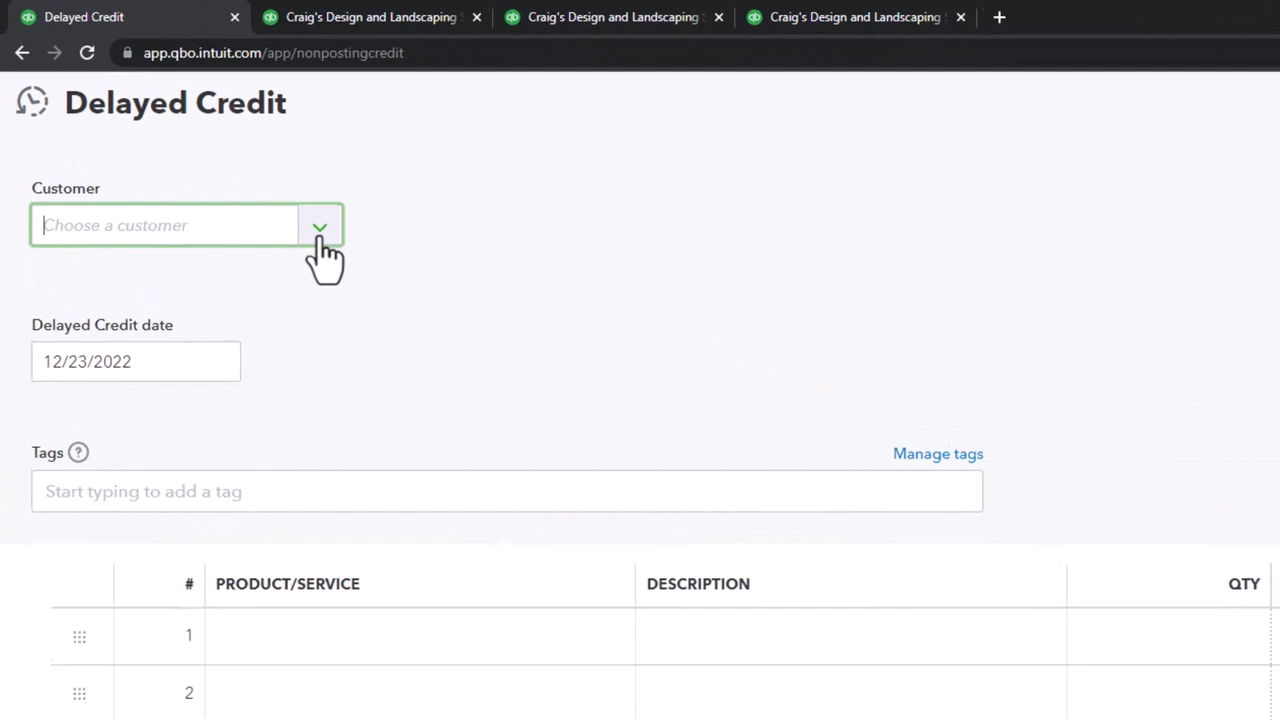 Delayed Credit
Craig's Design and Landscaping
Craig's Design and Landscaping
Craig's Design and Landscaping
app.qbo.intuit.com/app/nonpostingcredit
Delayed Credit
Customer
Choose a customer
Delayed Credit date
12/23/2022
Tags ?
Manage tags
Start typing to add a tag
# PRODUCT/SERVICE DESCRIPTION QTY
1
2